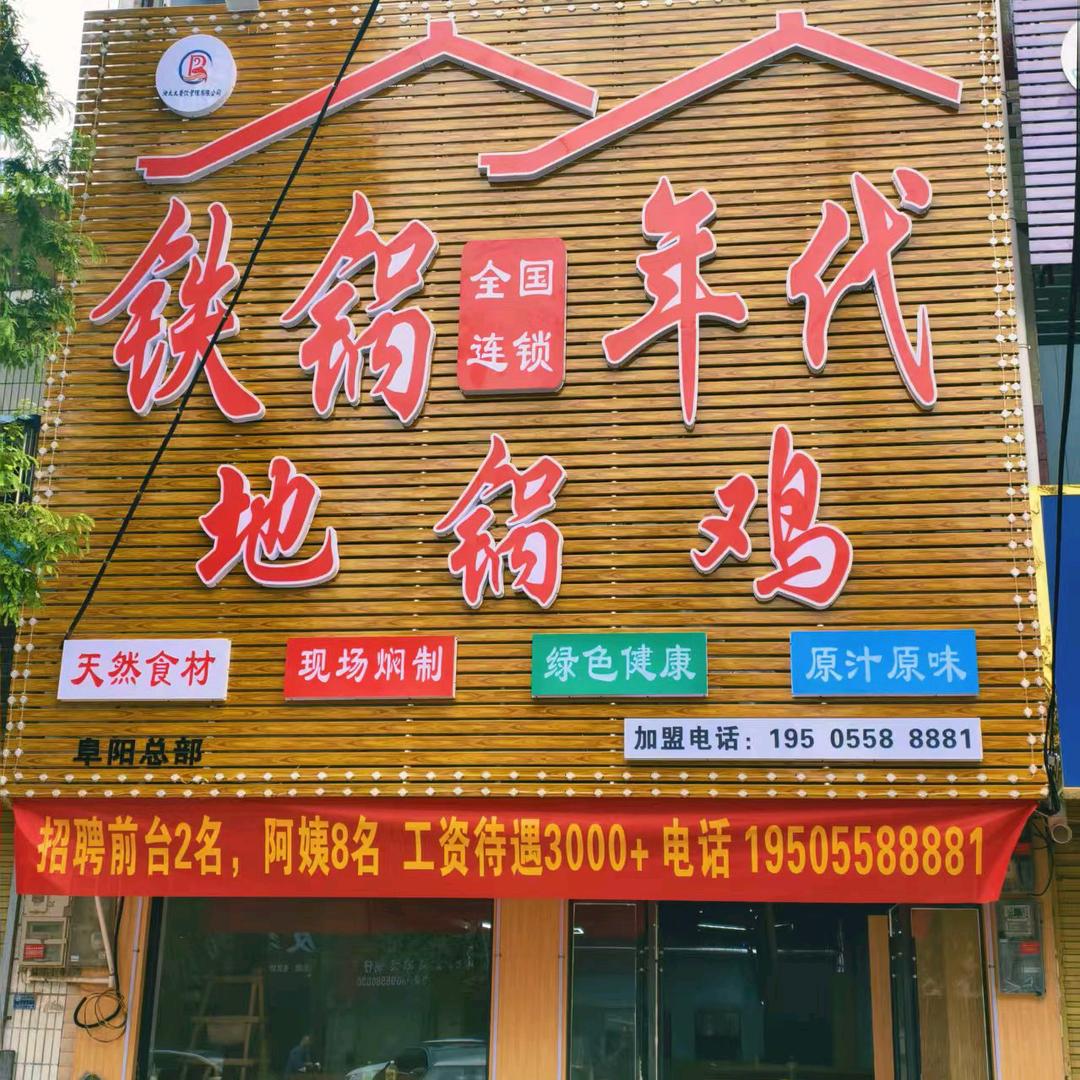 铁锅年代
全国
连锁
地锅鸡
天然食材
现场焖制
绿色健康
原汁原味
阜阳总部
加盟电话：195 0558 8881
招聘前台2名，阿姨8名 工资待遇3000+ 电话 19505588881